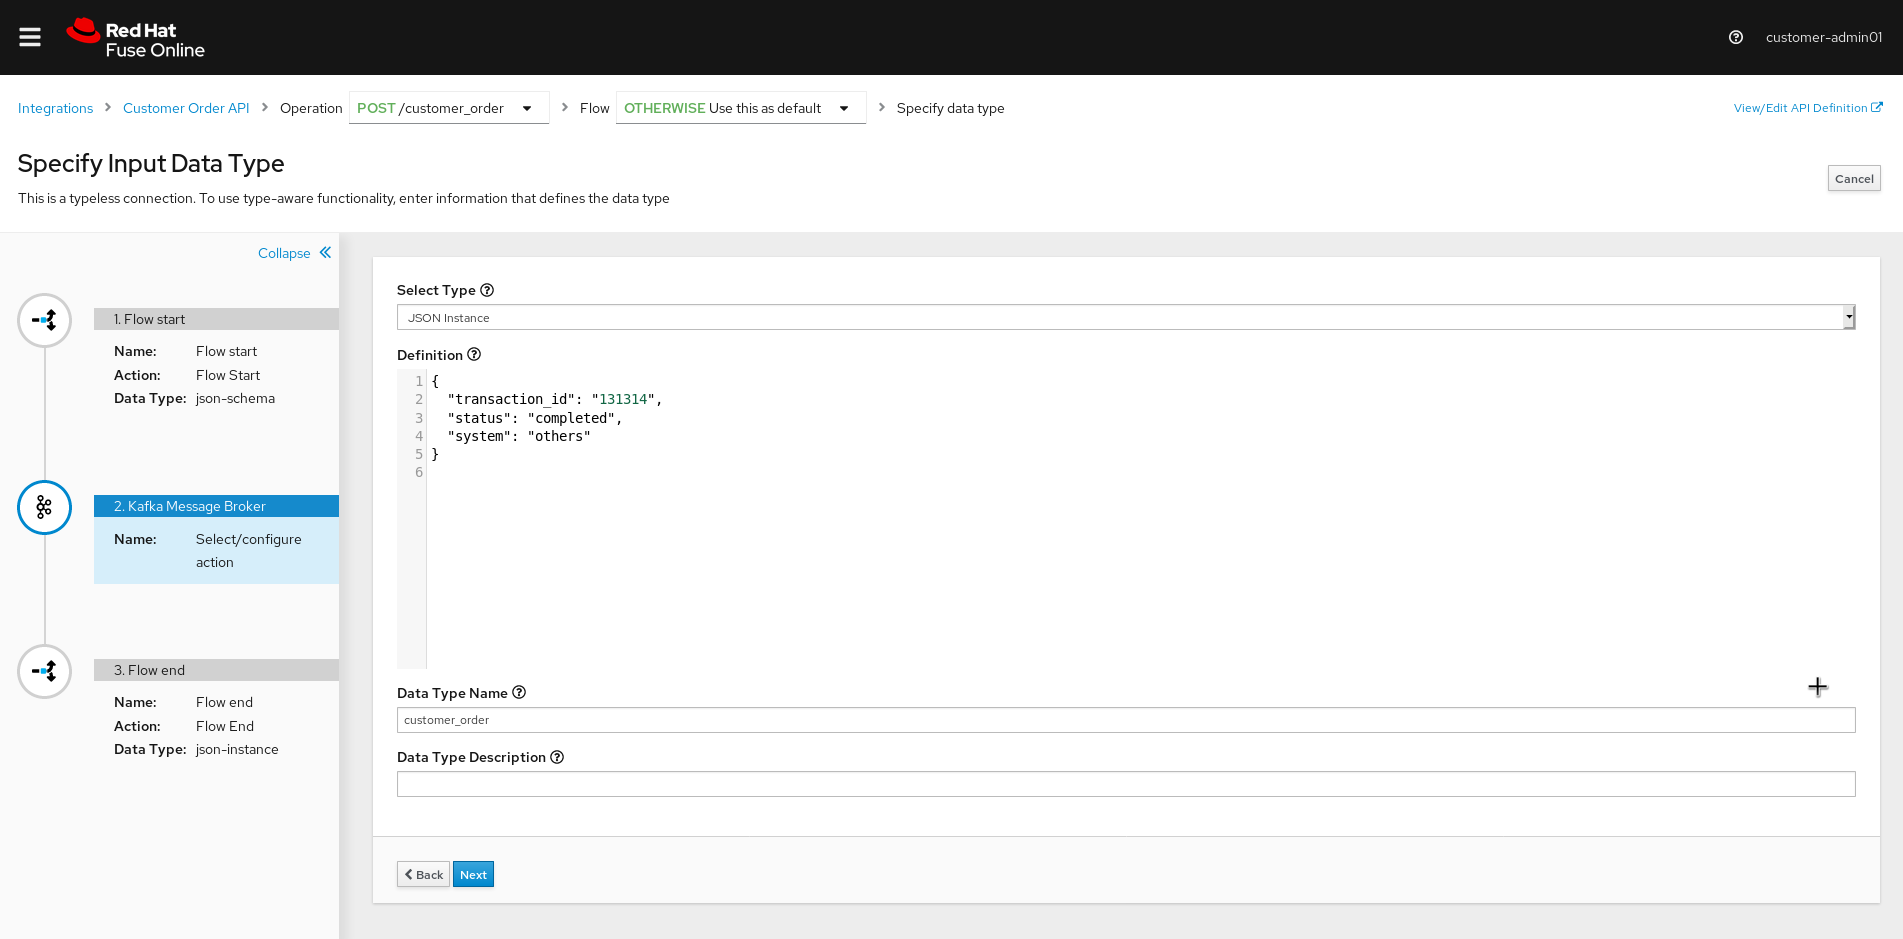 Red Hat
Fuse Online
customer-admin01
Integrations > Customer Order API > Operation POST /customer_order > Flow OTHERWISE Use this as default > Specify data type
View/Edit API Definition
Specify Input Data Type
This is a typeless connection. To use type-aware functionality, enter information that defines the data type
Cancel
Collapse
1. Flow start
Name: Flow start
Action: Flow Start
Data Type: json-schema
2. Kafka Message Broker
Name: Select/configure
action
3. Flow end
Name: Flow end
Action: Flow End
Data Type: json-instance
Select Type
JSON Instance
Definition
1 {
2   "transaction_id": "131314",
3   "status": "completed",
4   "system": "others"
5 }
6
Data Type Name
customer_order
Data Type Description
Back
Next